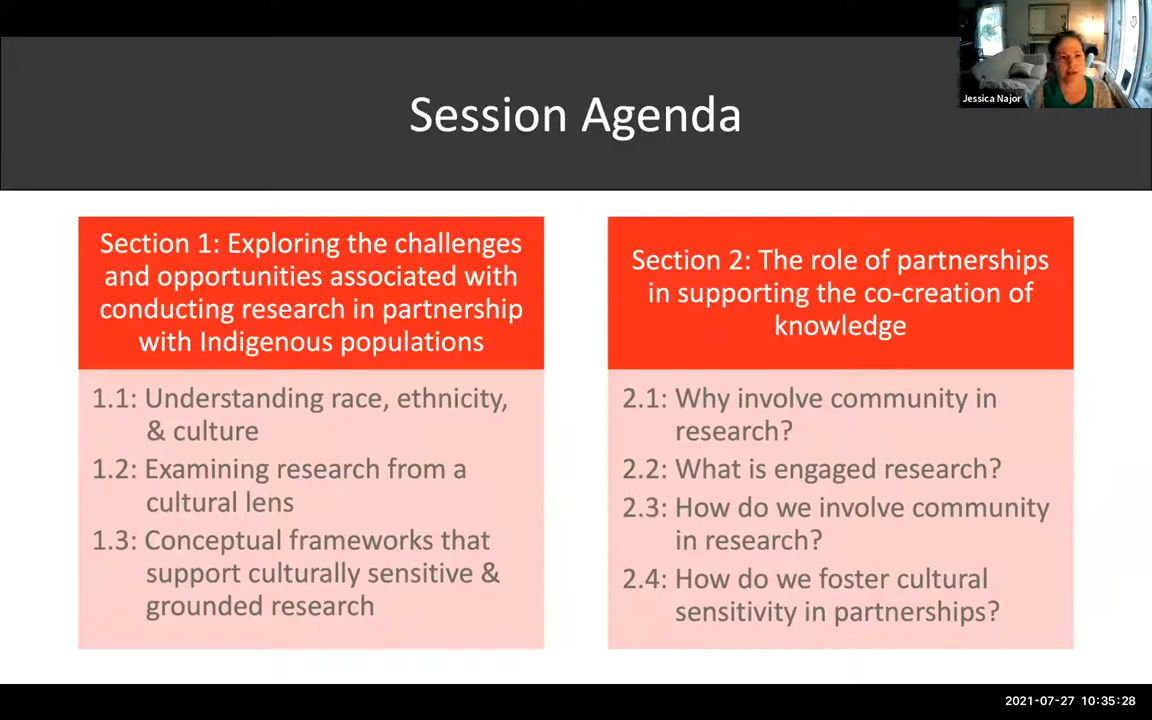 Jessica Najor
Session Agenda
Section 1: Exploring the challenges
and opportunities associated with
conducting research in partnership
with Indigenous populations
1.1: Understanding race, ethnicity,
& culture
1.2: Examining research from a
cultural lens
1.3: Conceptual frameworks that
support culturally sensitive &
grounded research
Section 2: The role of partnerships
in supporting the co-creation of
knowledge
2.1: Why involve community in
research?
2.2: What is engaged research?
2.3: How do we involve community
in research?
2.4: How do we foster cultural
sensitivity in partnerships?
2021-07-27 10:35:28